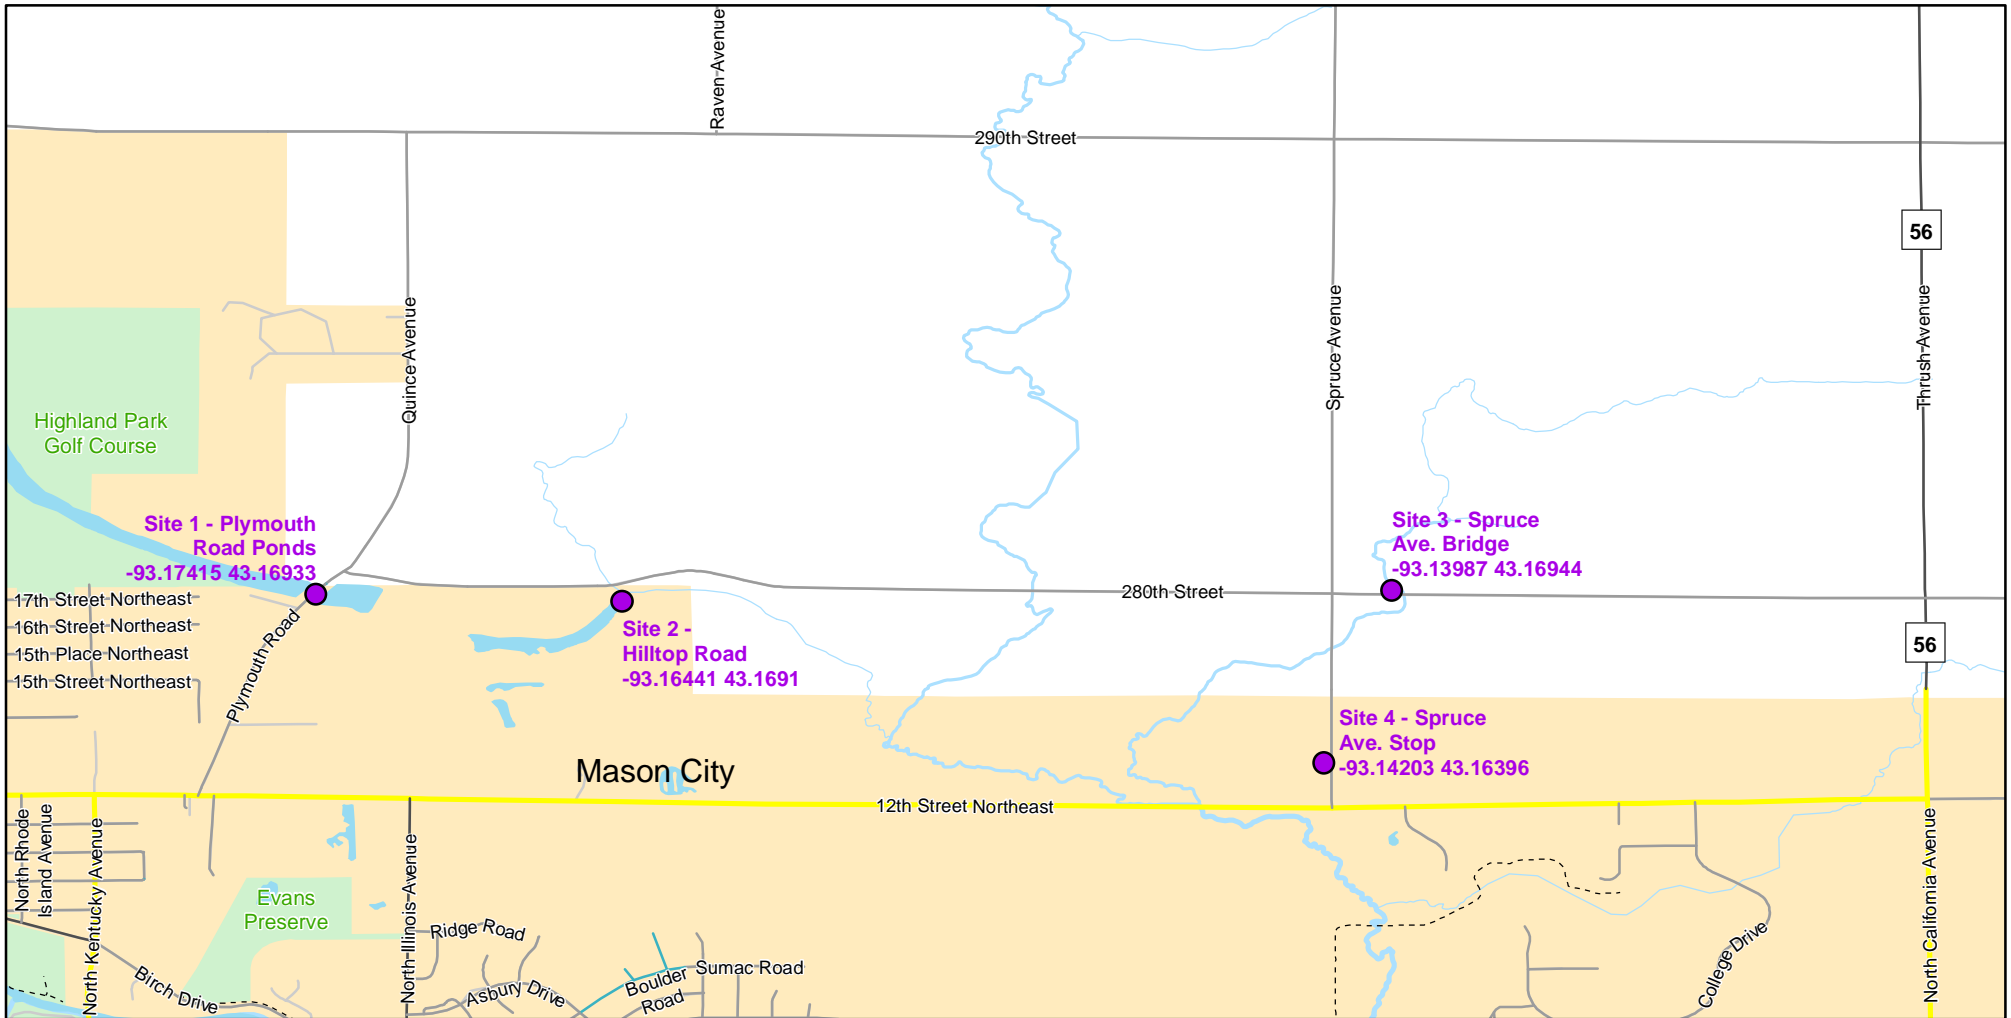 Raven Avenue
290th Street
56
Quince Avenue
Spruce Avenue
Thrush Avenue
Highland Park
Golf Course
Site 1 - Plymouth
Road Ponds
-93.17415 43.16933
Site 3 - Spruce
Ave. Bridge
-93.13987 43.16944
280th Street
17th Street Northeast
16th Street Northeast
15th Place Northeast
15th Street Northeast
Plymouth Road
Site 2 -
Hilltop Road
-93.16441 43.1691
56
Site 4 - Spruce
Ave. Stop
-93.14203 43.16396
Mason City
12th Street Northeast
North Rhode
Island Avenue
North Kentucky Avenue
North Illinois Avenue
North California Avenue
Evans
Preserve
Ridge Road
Birch Drive
Asbury Drive
Boulder
Road
Sumac Road
College Drive